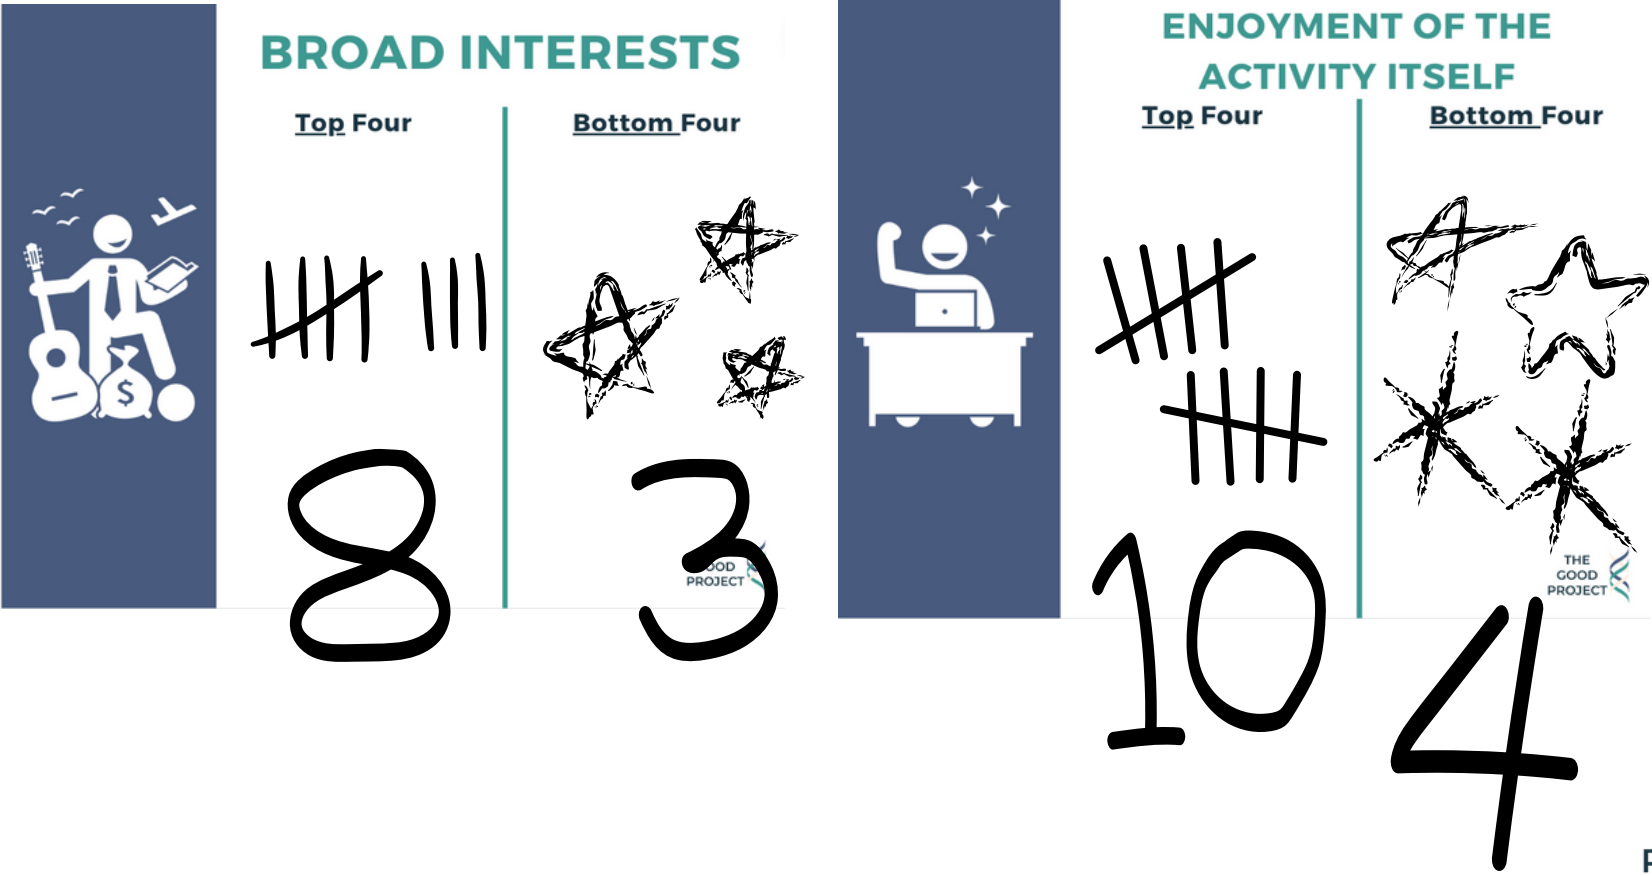 BROAD INTERESTS
Top Four
Bottom Four
8
3
OOD
PROJECT
ENJOYMENT OF THE
ACTIVITY ITSELF
Top Four
Bottom Four
$
THE
GOOD
PROJECT
10
4